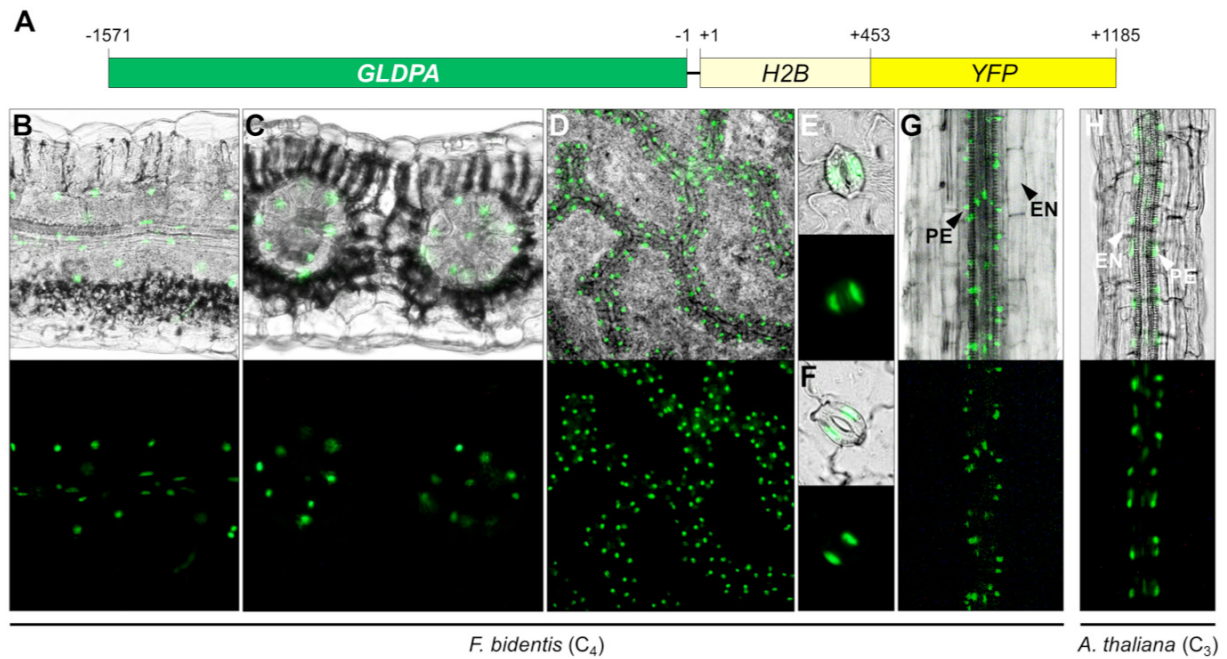 A
-1571 -1 +1 +453 +1185
GLDPA H2B YFP
B C D E G H
EN
PE
EN
PE
F
F. bidentis (C4) A. thaliana (C3)